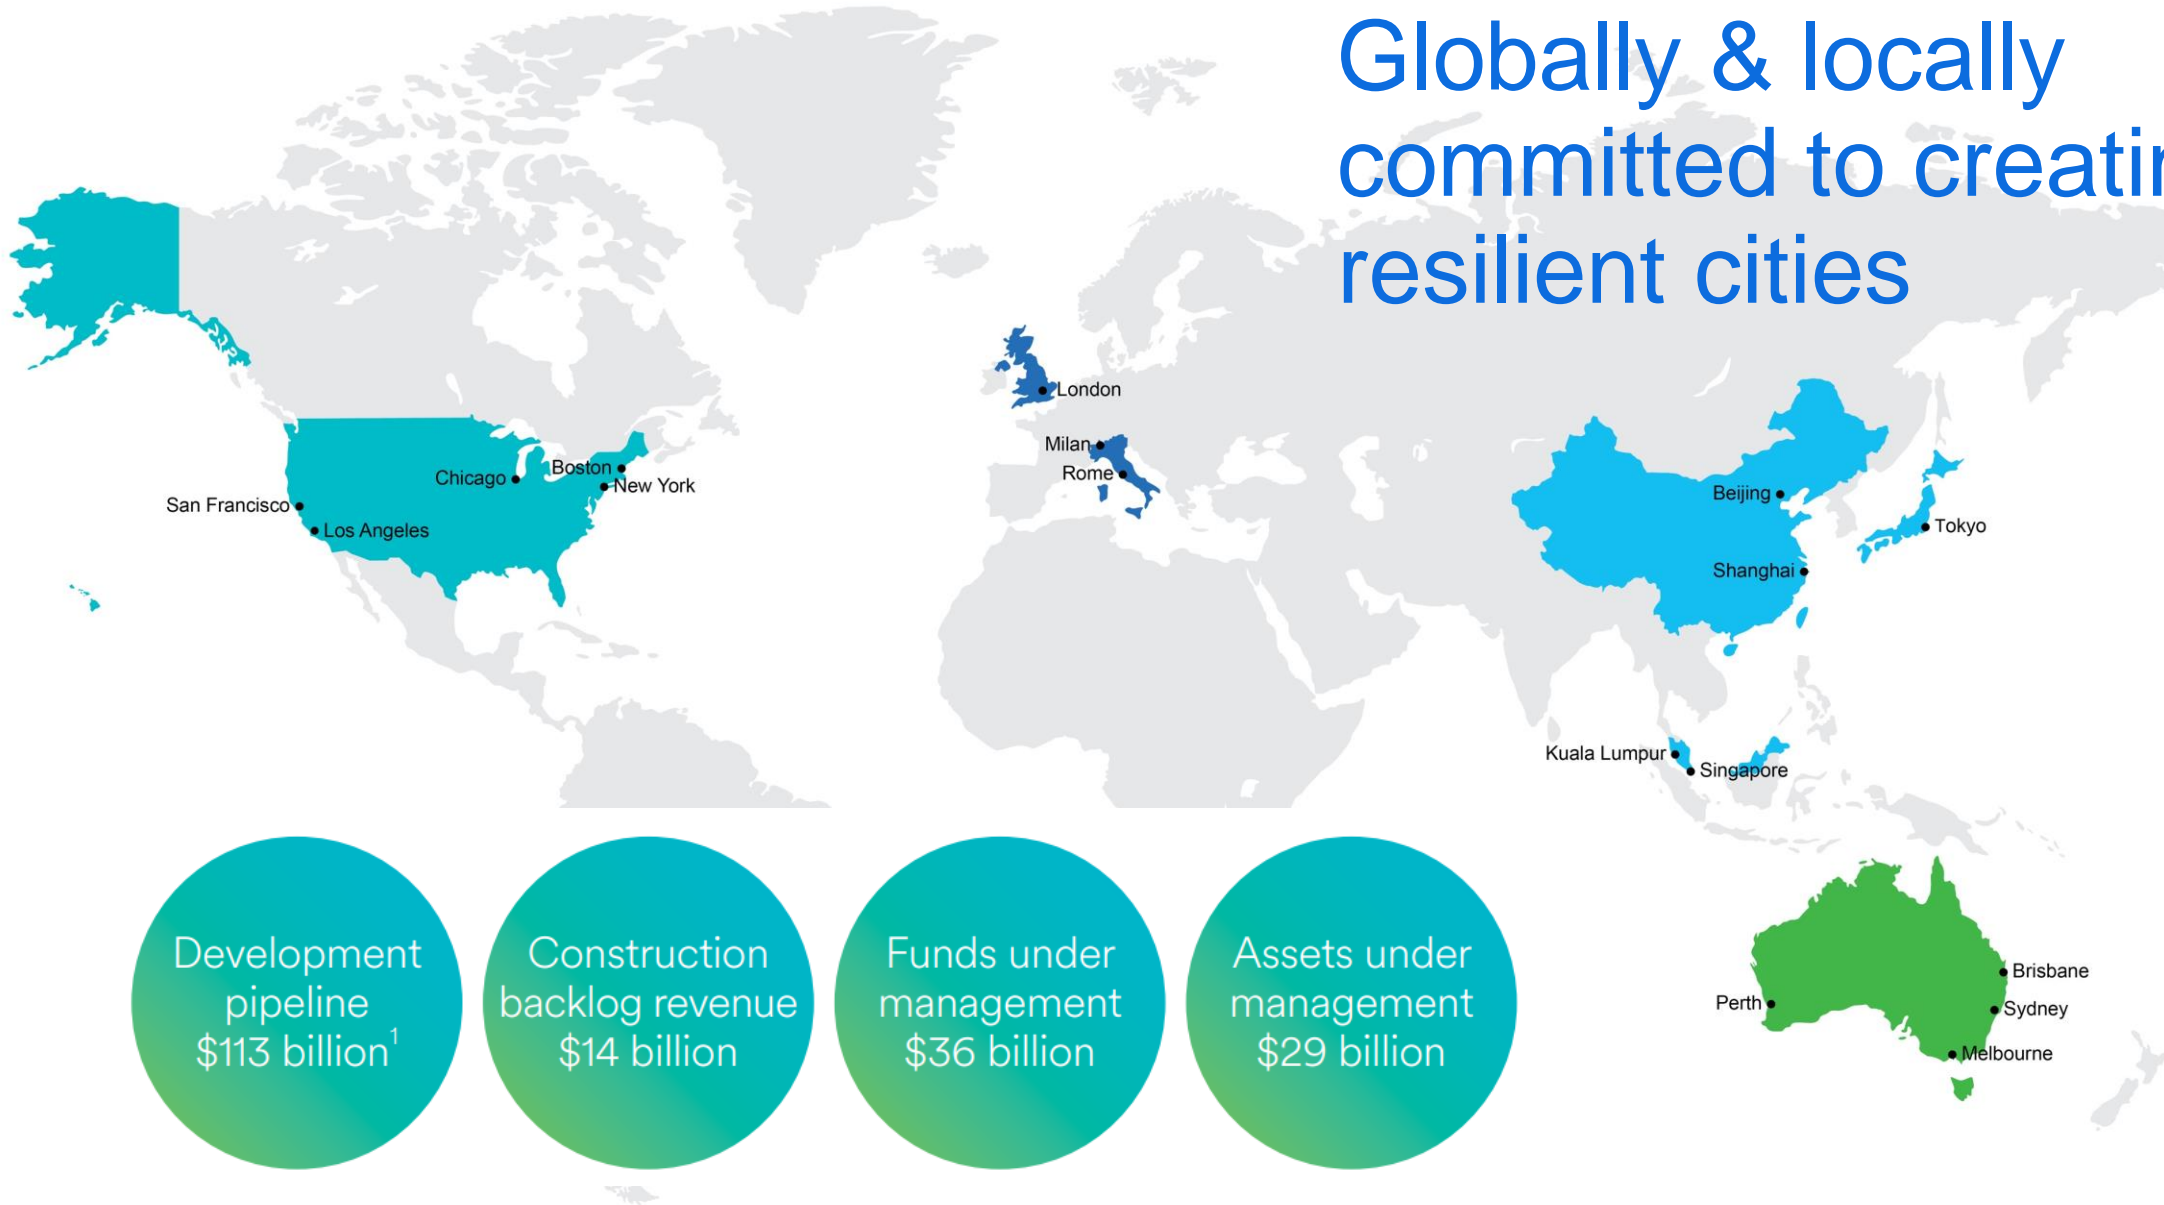 Globally & locally
committed to creatin
resilient cities
London
Milan
Rome
Chicago
Boston
New York
San Francisco
Los Angeles
Beijing
Tokyo
Shanghai
Kuala Lumpur
Singapore
Brisbane
Perth
Sydney
Melbourne
Development
pipeline
$113 billion¹
Construction
backlog revenue
$14 billion
Funds under
management
$36 billion
Assets under
management
$29 billion